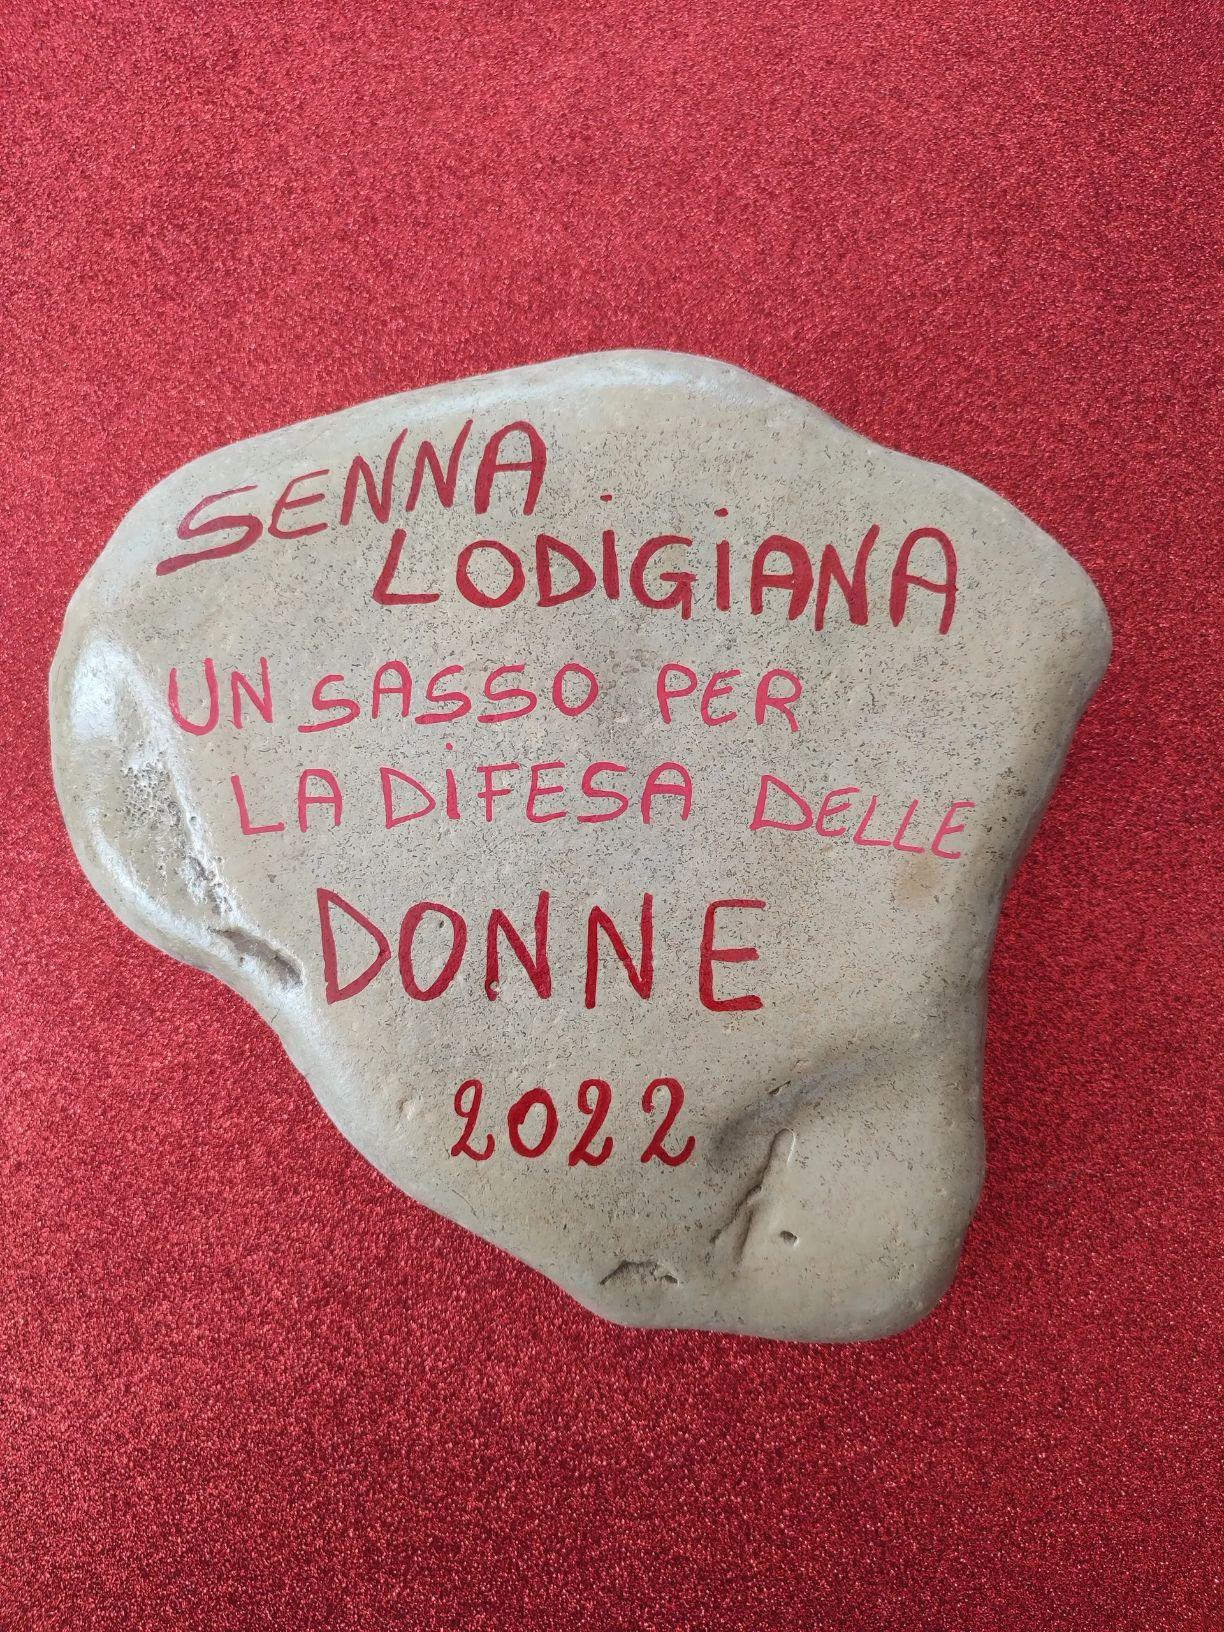 SENNA
LODIGIANA
UN SASSO PER
LA DIFESA DELLE
DONNE
2022